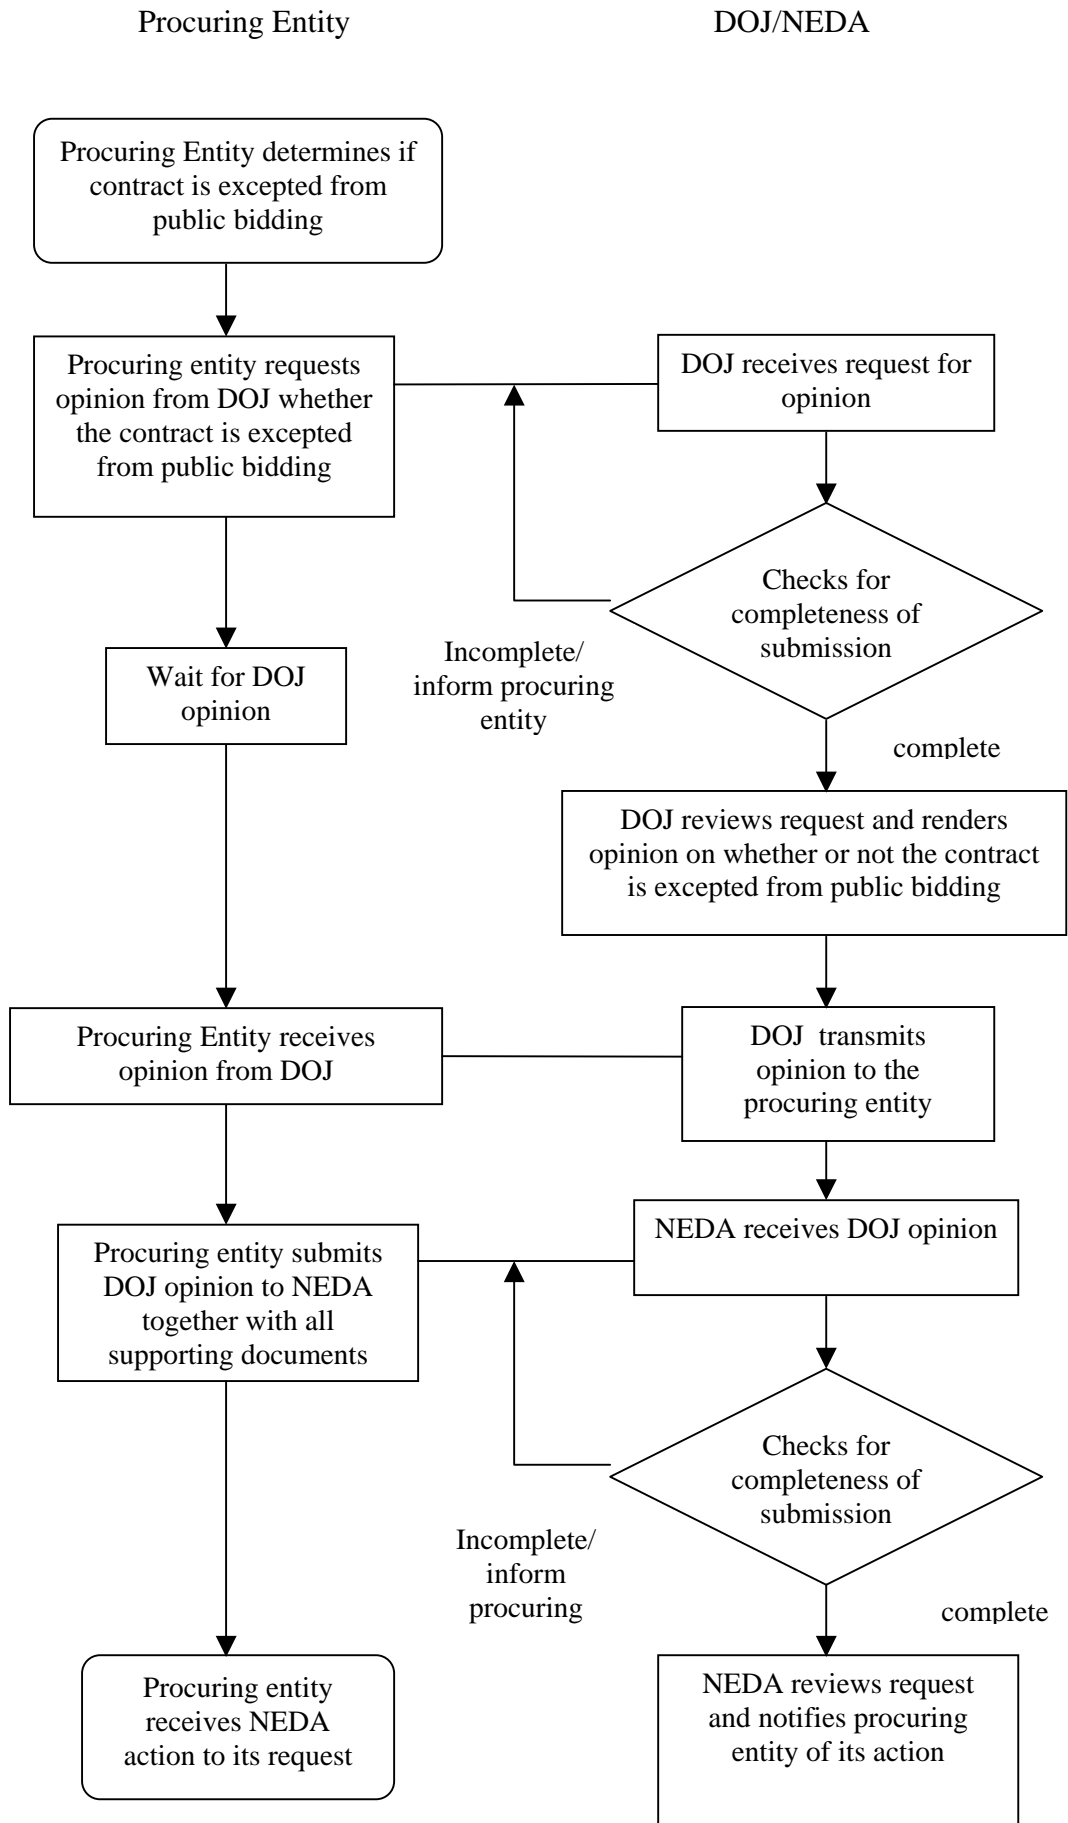 Procuring Entity
DOJ/NEDA
Procuring Entity determines if
contract is excepted from
public bidding
Procuring entity requests
opinion from DOJ whether
the contract is excepted
from public bidding
DOJ receives request for
opinion
Checks for
completeness of
submission
Incomplete/
inform procuring
entity
Wait for DOJ
opinion
complete
DOJ reviews request and renders
opinion on whether or not the contract
is excepted from public bidding
Procuring Entity receives
opinion from DOJ
DOJ transmits
opinion to the
procuring entity
NEDA receives DOJ opinion
Procuring entity submits
DOJ opinion to NEDA
together with all
supporting documents
Checks for
completeness of
submission
Incomplete/
inform
procuring
complete
Procuring entity
receives NEDA
action to its request
NEDA reviews request
and notifies procuring
entity of its action